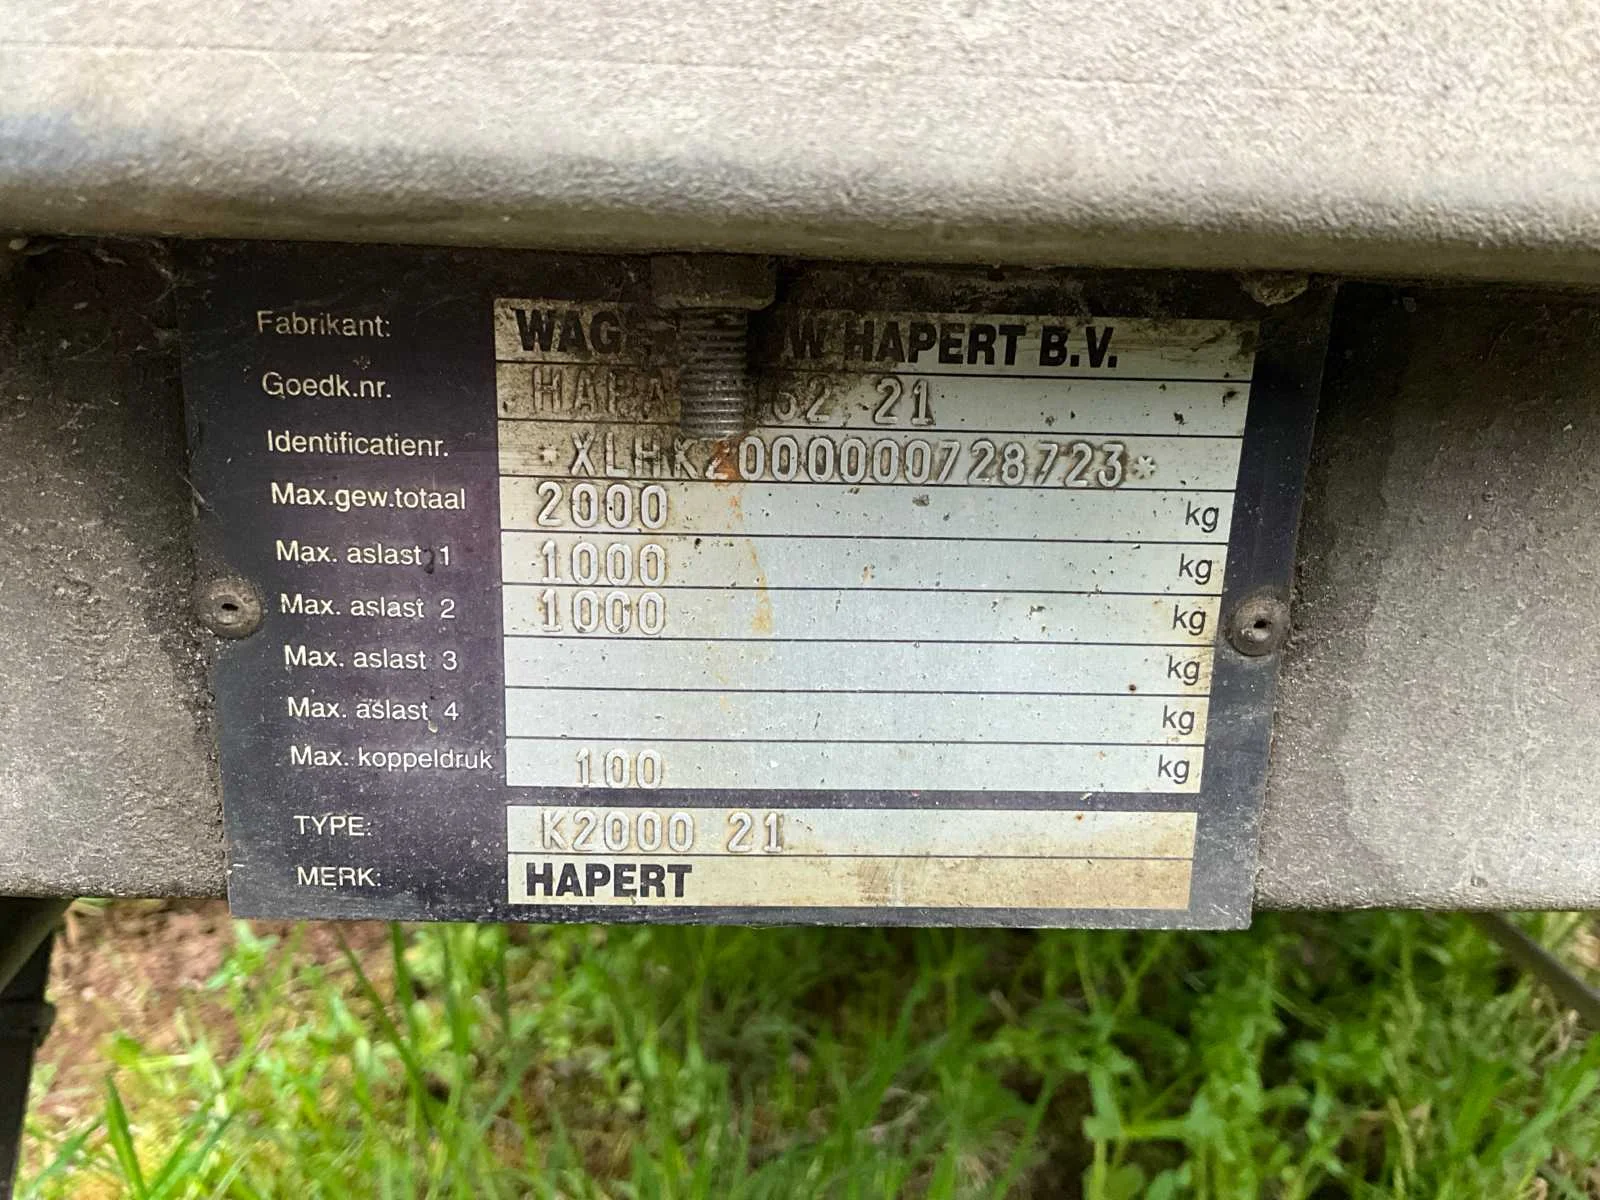 Fabrikant: HAPERT B.V.
Goedk.nr. 21
Identificatienr. *XLHK2000000728723*
Max.gew.totaal 2000 kg
Max. aslast 1 1000 kg
Max. aslast 2 1000 kg
Max. aslast 3 kg
Max. aslast 4 kg
Max. koppeldruk 100 kg
TYPE: K2000 21
MERK: HAPERT